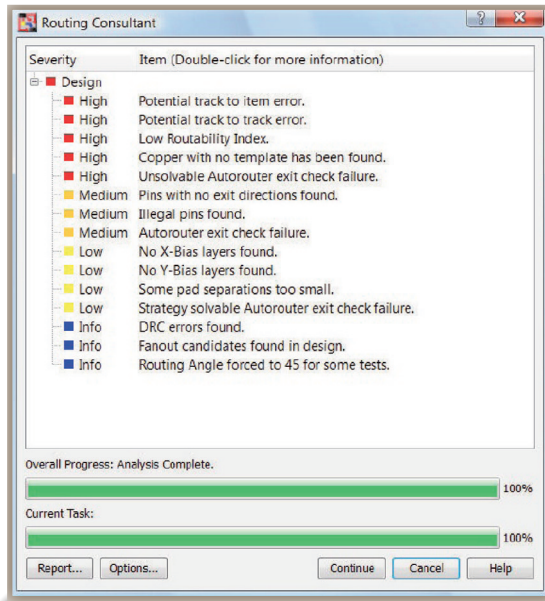 Routing Consultant
Severity Item (Double-click for more information)
Design
High Potential track to item error.
High Potential track to track error.
High Low Routability Index.
High Copper with no template has been found.
High Unsolvable Autorouter exit check failure.
Medium Pins with no exit directions found.
Medium Illegal pins found.
Medium Autorouter exit check failure.
Low No X-Bias layers found.
Low No Y-Bias layers found.
Low Some pad separations too small.
Low Strategy solvable Autorouter exit check failure.
Info DRC errors found.
Info Fanout candidates found in design.
Info Routing Angle forced to 45 for some tests.
Overall Progress: Analysis Complete.
100%
Current Task:
100%
Report... Options... Continue Cancel Help